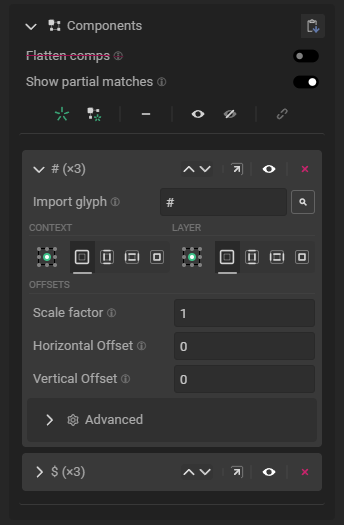 Components
Flatten comps
Show partial matches
# (×3)
Import glyph #
CONTEXT LAYER
OFFSETS
Scale factor 1
Horizontal Offset 0
Vertical Offset 0
Advanced
$ (×3)